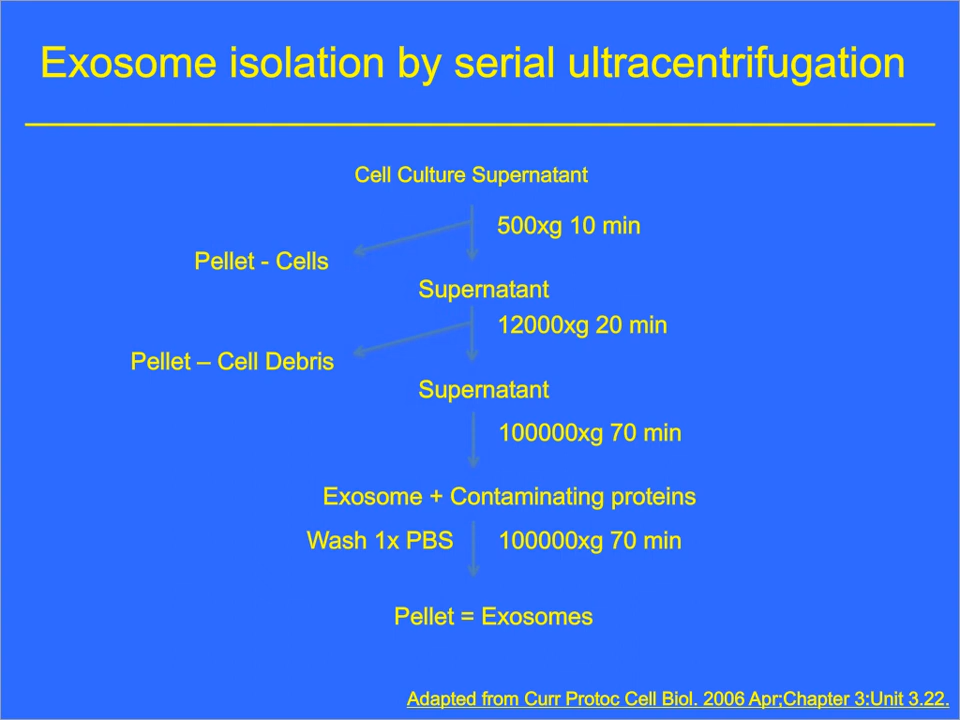 Exosome isolation by serial ultracentrifugation
Cell Culture Supernatant
500xg 10 min
Pellet - Cells
Supernatant
12000xg 20 min
Pellet – Cell Debris
Supernatant
100000xg 70 min
Exosome + Contaminating proteins
Wash 1x PBS 100000xg 70 min
Pellet = Exosomes
Adapted from Curr Protoc Cell Biol. 2006 Apr;Chapter 3:Unit 3.22.